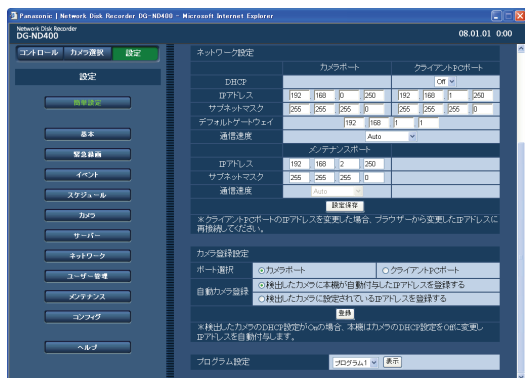 Panasonic | Network Disk Recorder DG-ND400 - Microsoft Internet Explorer
Network Disk Recorder
DG-ND400
08.01.01 0:00
コントロール カメラ選択 設定
設定
簡単設定
基本
緊急録画
イベント
スケジュール
カメラ
サーバー
ネットワーク
ユーザー管理
メンテナンス
コンフィグ
ヘルプ
ネットワーク設定
カメラポート クライアントPCポート
DHCP Off
IPアドレス 192 168 0 250 192 168 1 250
サブネットマスク 255 255 255 0 255 255 255 0
デフォルトゲートウェイ 192 168 1 1
通信速度 Auto
メンテナンスポート
IPアドレス 192 168 2 250
サブネットマスク 255 255 255 0
通信速度 Auto
設定保存
※クライアントPCポートのIPアドレスを変更した場合、ブラウザーから変更したIPアドレスに
再接続してください。
カメラ登録設定
ポート選択 カメラポート クライアントPCポート
自動カメラ登録 検出したカメラに本機が自動付与したIPアドレスを登録する
検出したカメラに設定されているIPアドレスを登録する
登録
※検出したカメラのDHCP設定がOnの場合、本機はカメラのDHCP設定をOffに変更し
IPアドレスを自動付与します。
プログラム設定 プログラム1 表示